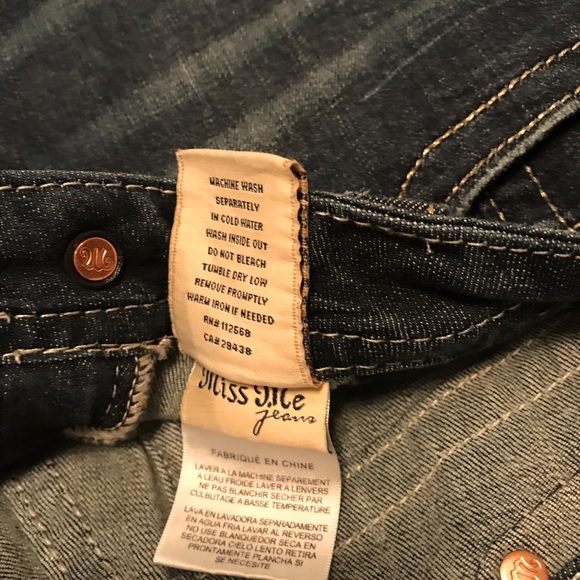 MACHINE WASH
SEPARATELY
IN COLD WATER
WASH INSIDE OUT
DO NOT BLEACH
TUMBLE DRY LOW
REMOVE PROMPTLY
WARM IRON IF NEEDED
RN# 112668
CA# 29438
Miss Me
Jeans
FABRIQUÉ EN CHINE
LAVER A LA MACHINE SEPAREMENT
A LEAU FROIDE LAVER A LENVERS
NE PAS BLANCHIR SECHER PAR
CULBUTAGE A BASSE TEMPERATURE
LAVA EN LAVADORA SEPARADAMENTE
EN AGUA FRIA LAVAR AL REVERSO
NO USE BLANQUEDOR SECA EN
SECADORA CIELO LENTO RETIRA
PRONTAMENTE PLANCHA SI
SE NECESITE